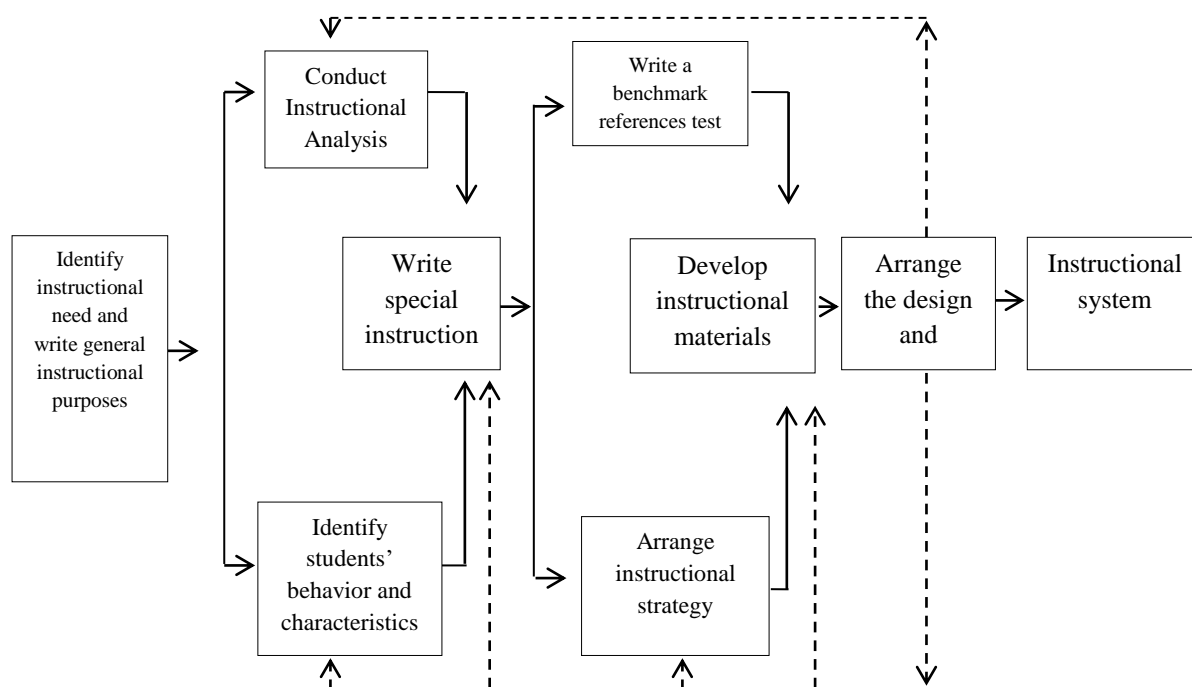 Identify
instructional
need and
write general
instructional
purposes
Conduct
Instructional
Analysis
Identify
students’
behavior and
characteristics
Write
special
instruction
Write a
benchmark
references test
Arrange
instructional
strategy
Develop
instructional
materials
Arrange
the design
and
Instructional
system